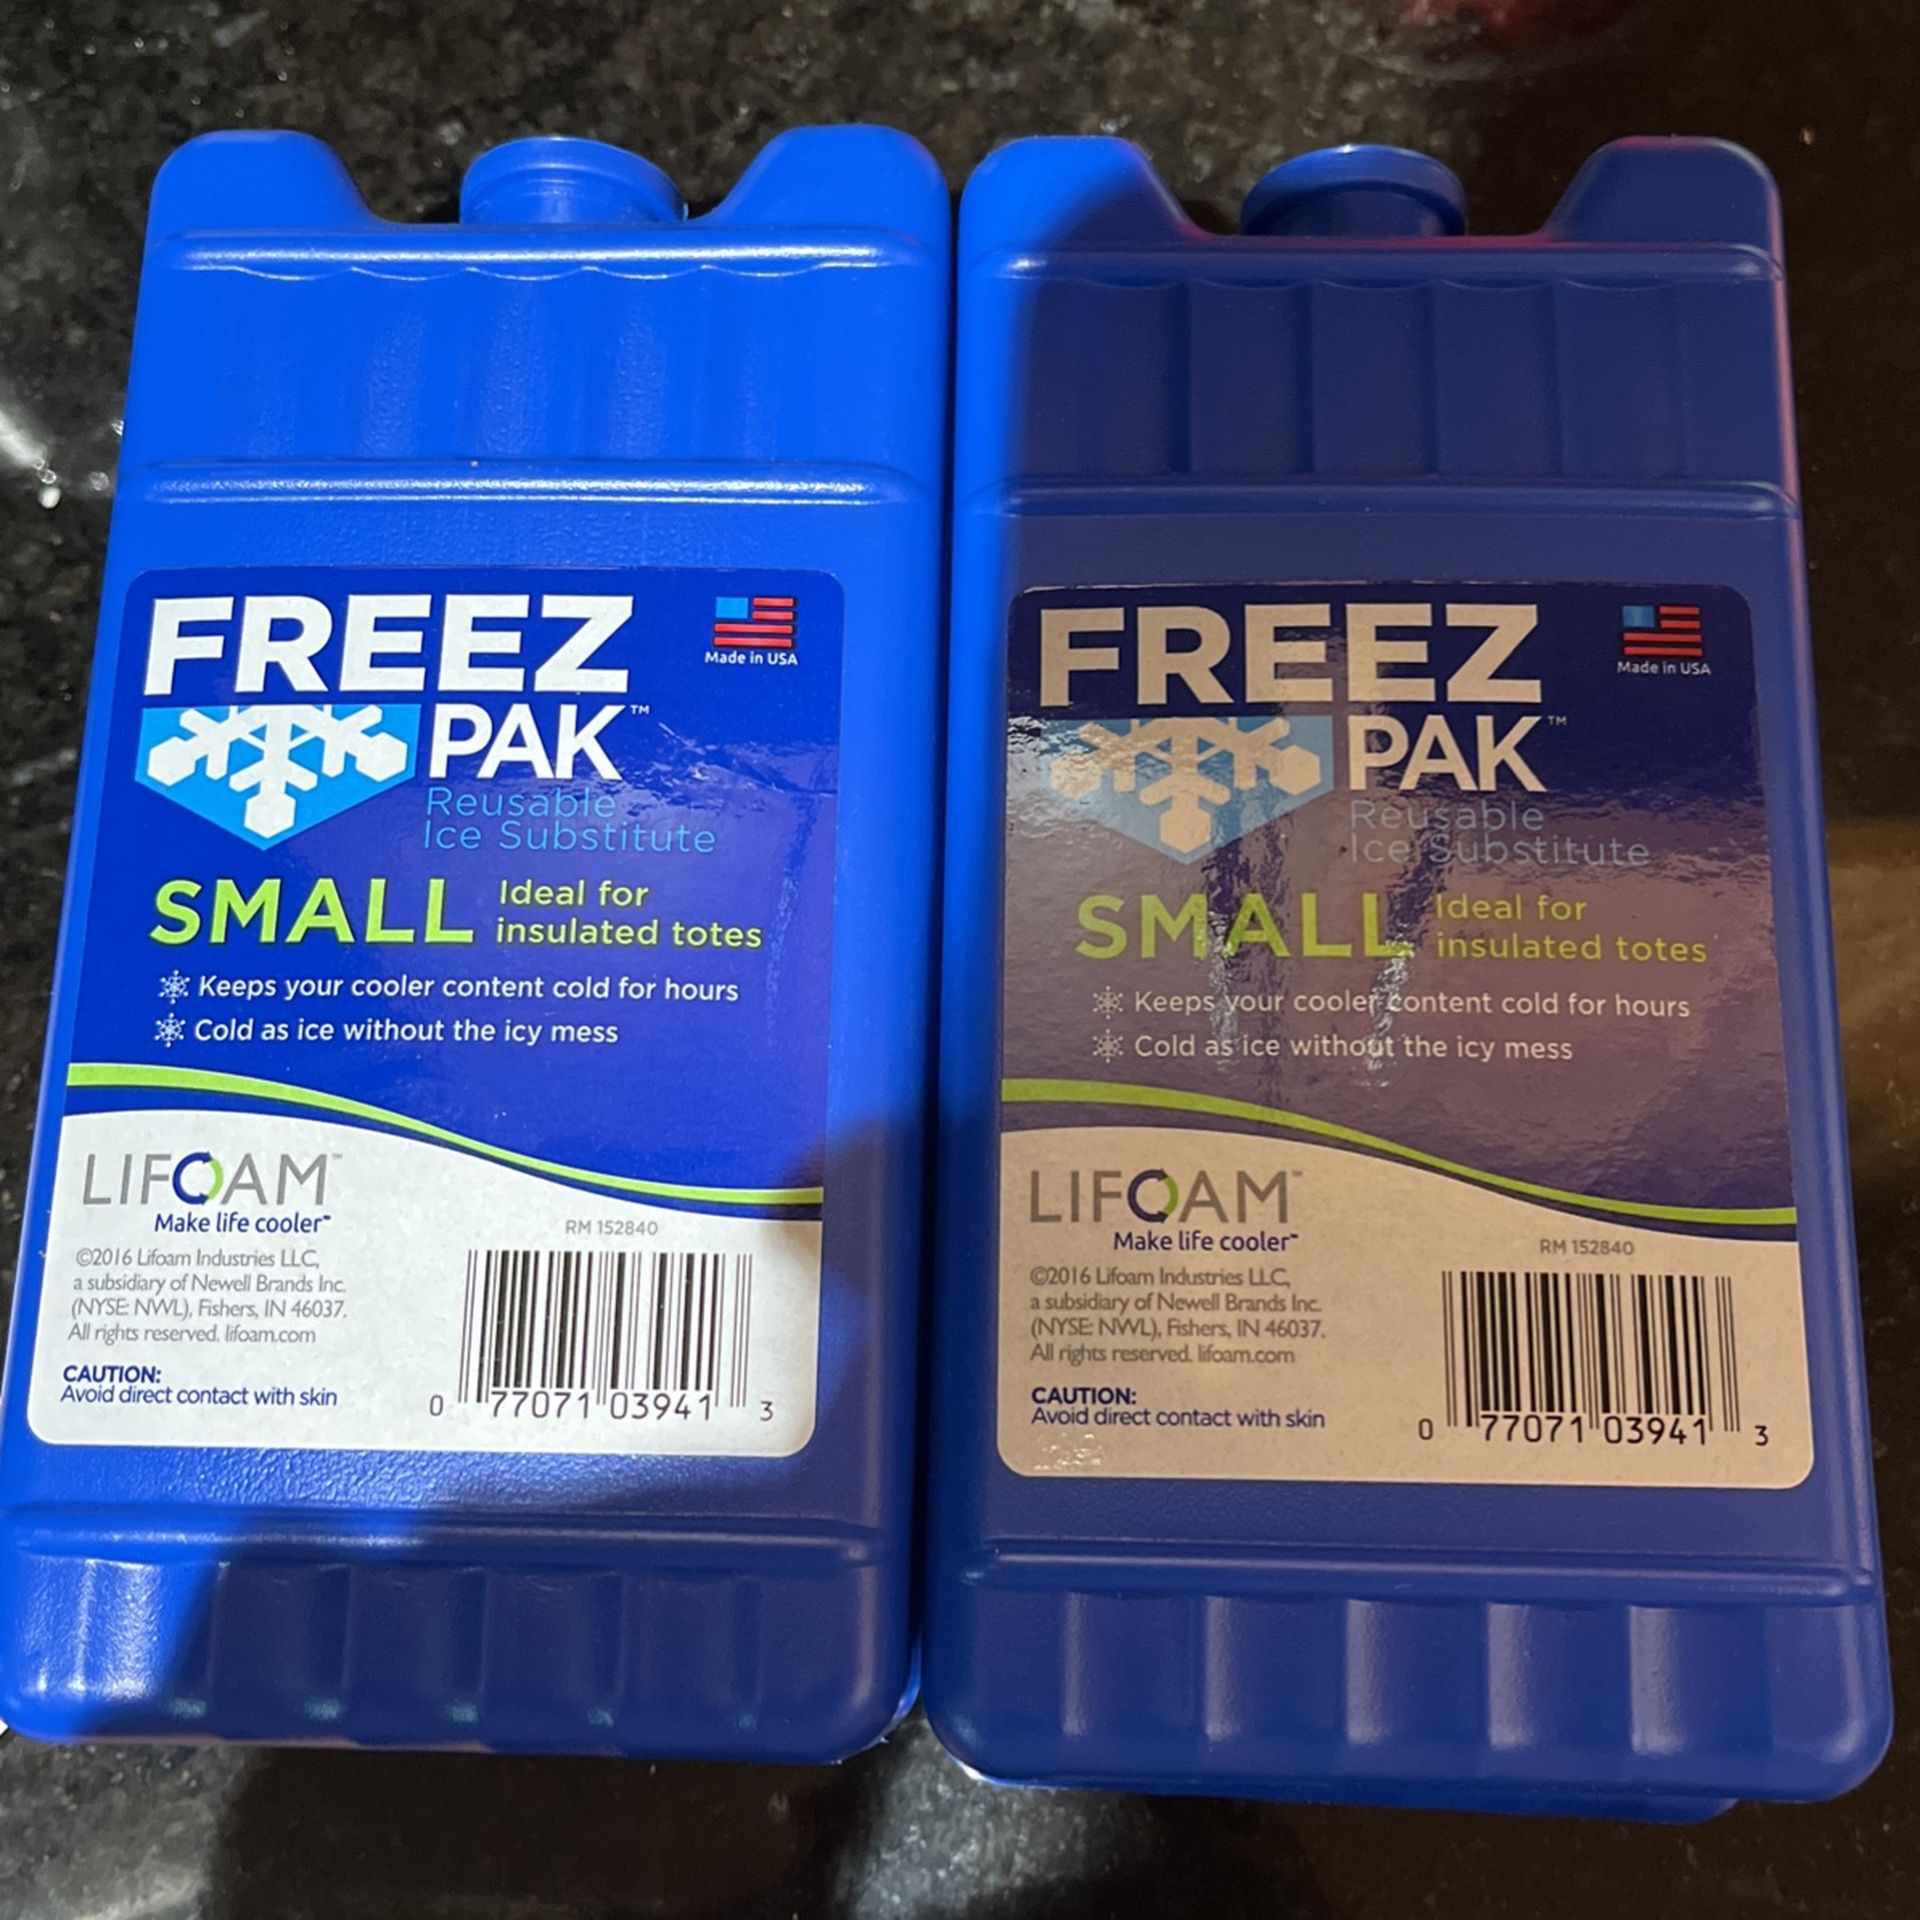 FREEZ
PAK™
Made in USA
Reusable
Ice Substitute
SMALL
Ideal for
insulated totes
Keeps your cooler content cold for hours
Cold as ice without the icy mess
LIFOAM™
Make life cooler™
RM 152840
©2016 Lifoam Industries LLC,
a subsidiary of Newell Brands Inc.
(NYSE: NWL), Fishers, IN 46037.
All rights reserved. lifoam.com
CAUTION:
Avoid direct contact with skin
0 77071 03941 3
FREEZ
PAK™
Made in USA
Reusable
Ice Substitute
SMALL
Ideal for
insulated totes
Keeps your cooler content cold for hours
Cold as ice without the icy mess
LIFOAM™
Make life cooler™
RM 152840
©2016 Lifoam Industries LLC,
a subsidiary of Newell Brands Inc.
(NYSE: NWL), Fishers, IN 46037.
All rights reserved. lifoam.com
CAUTION:
Avoid direct contact with skin
0 77071 03941 3